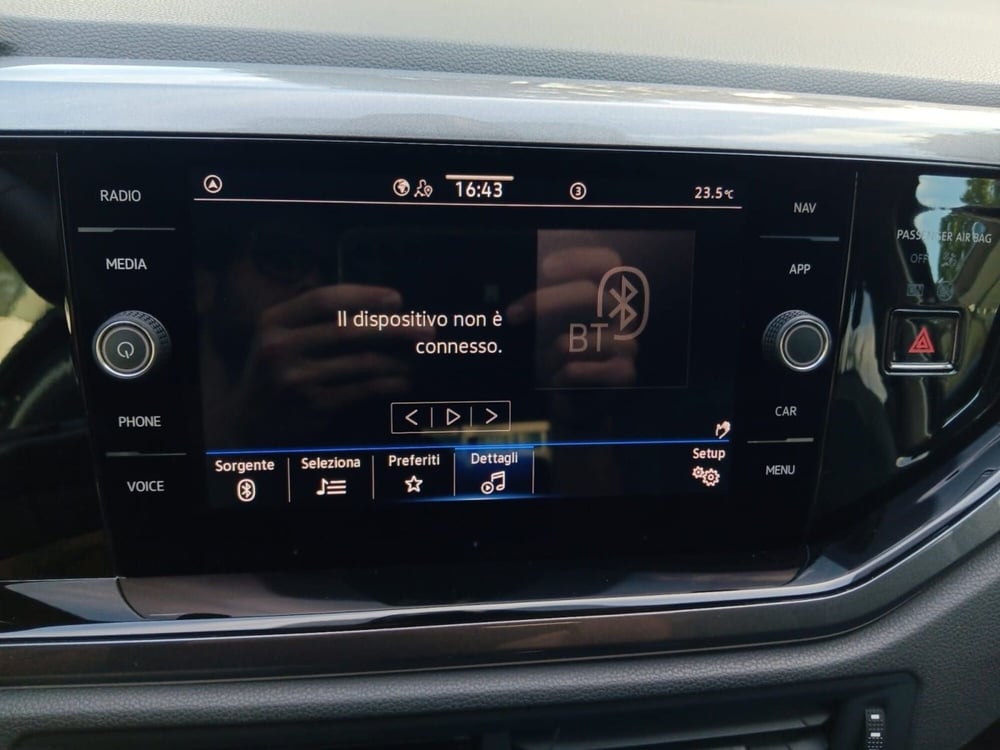 RADIO
MEDIA
PHONE
VOICE
16:43
3
23.5°C
Il dispositivo non è
connesso.
BT
Sorgente
Seleziona
Preferiti
Dettagli
Setup
NAV
APP
CAR
MENU
PASSENGER AIR BAG
OFF